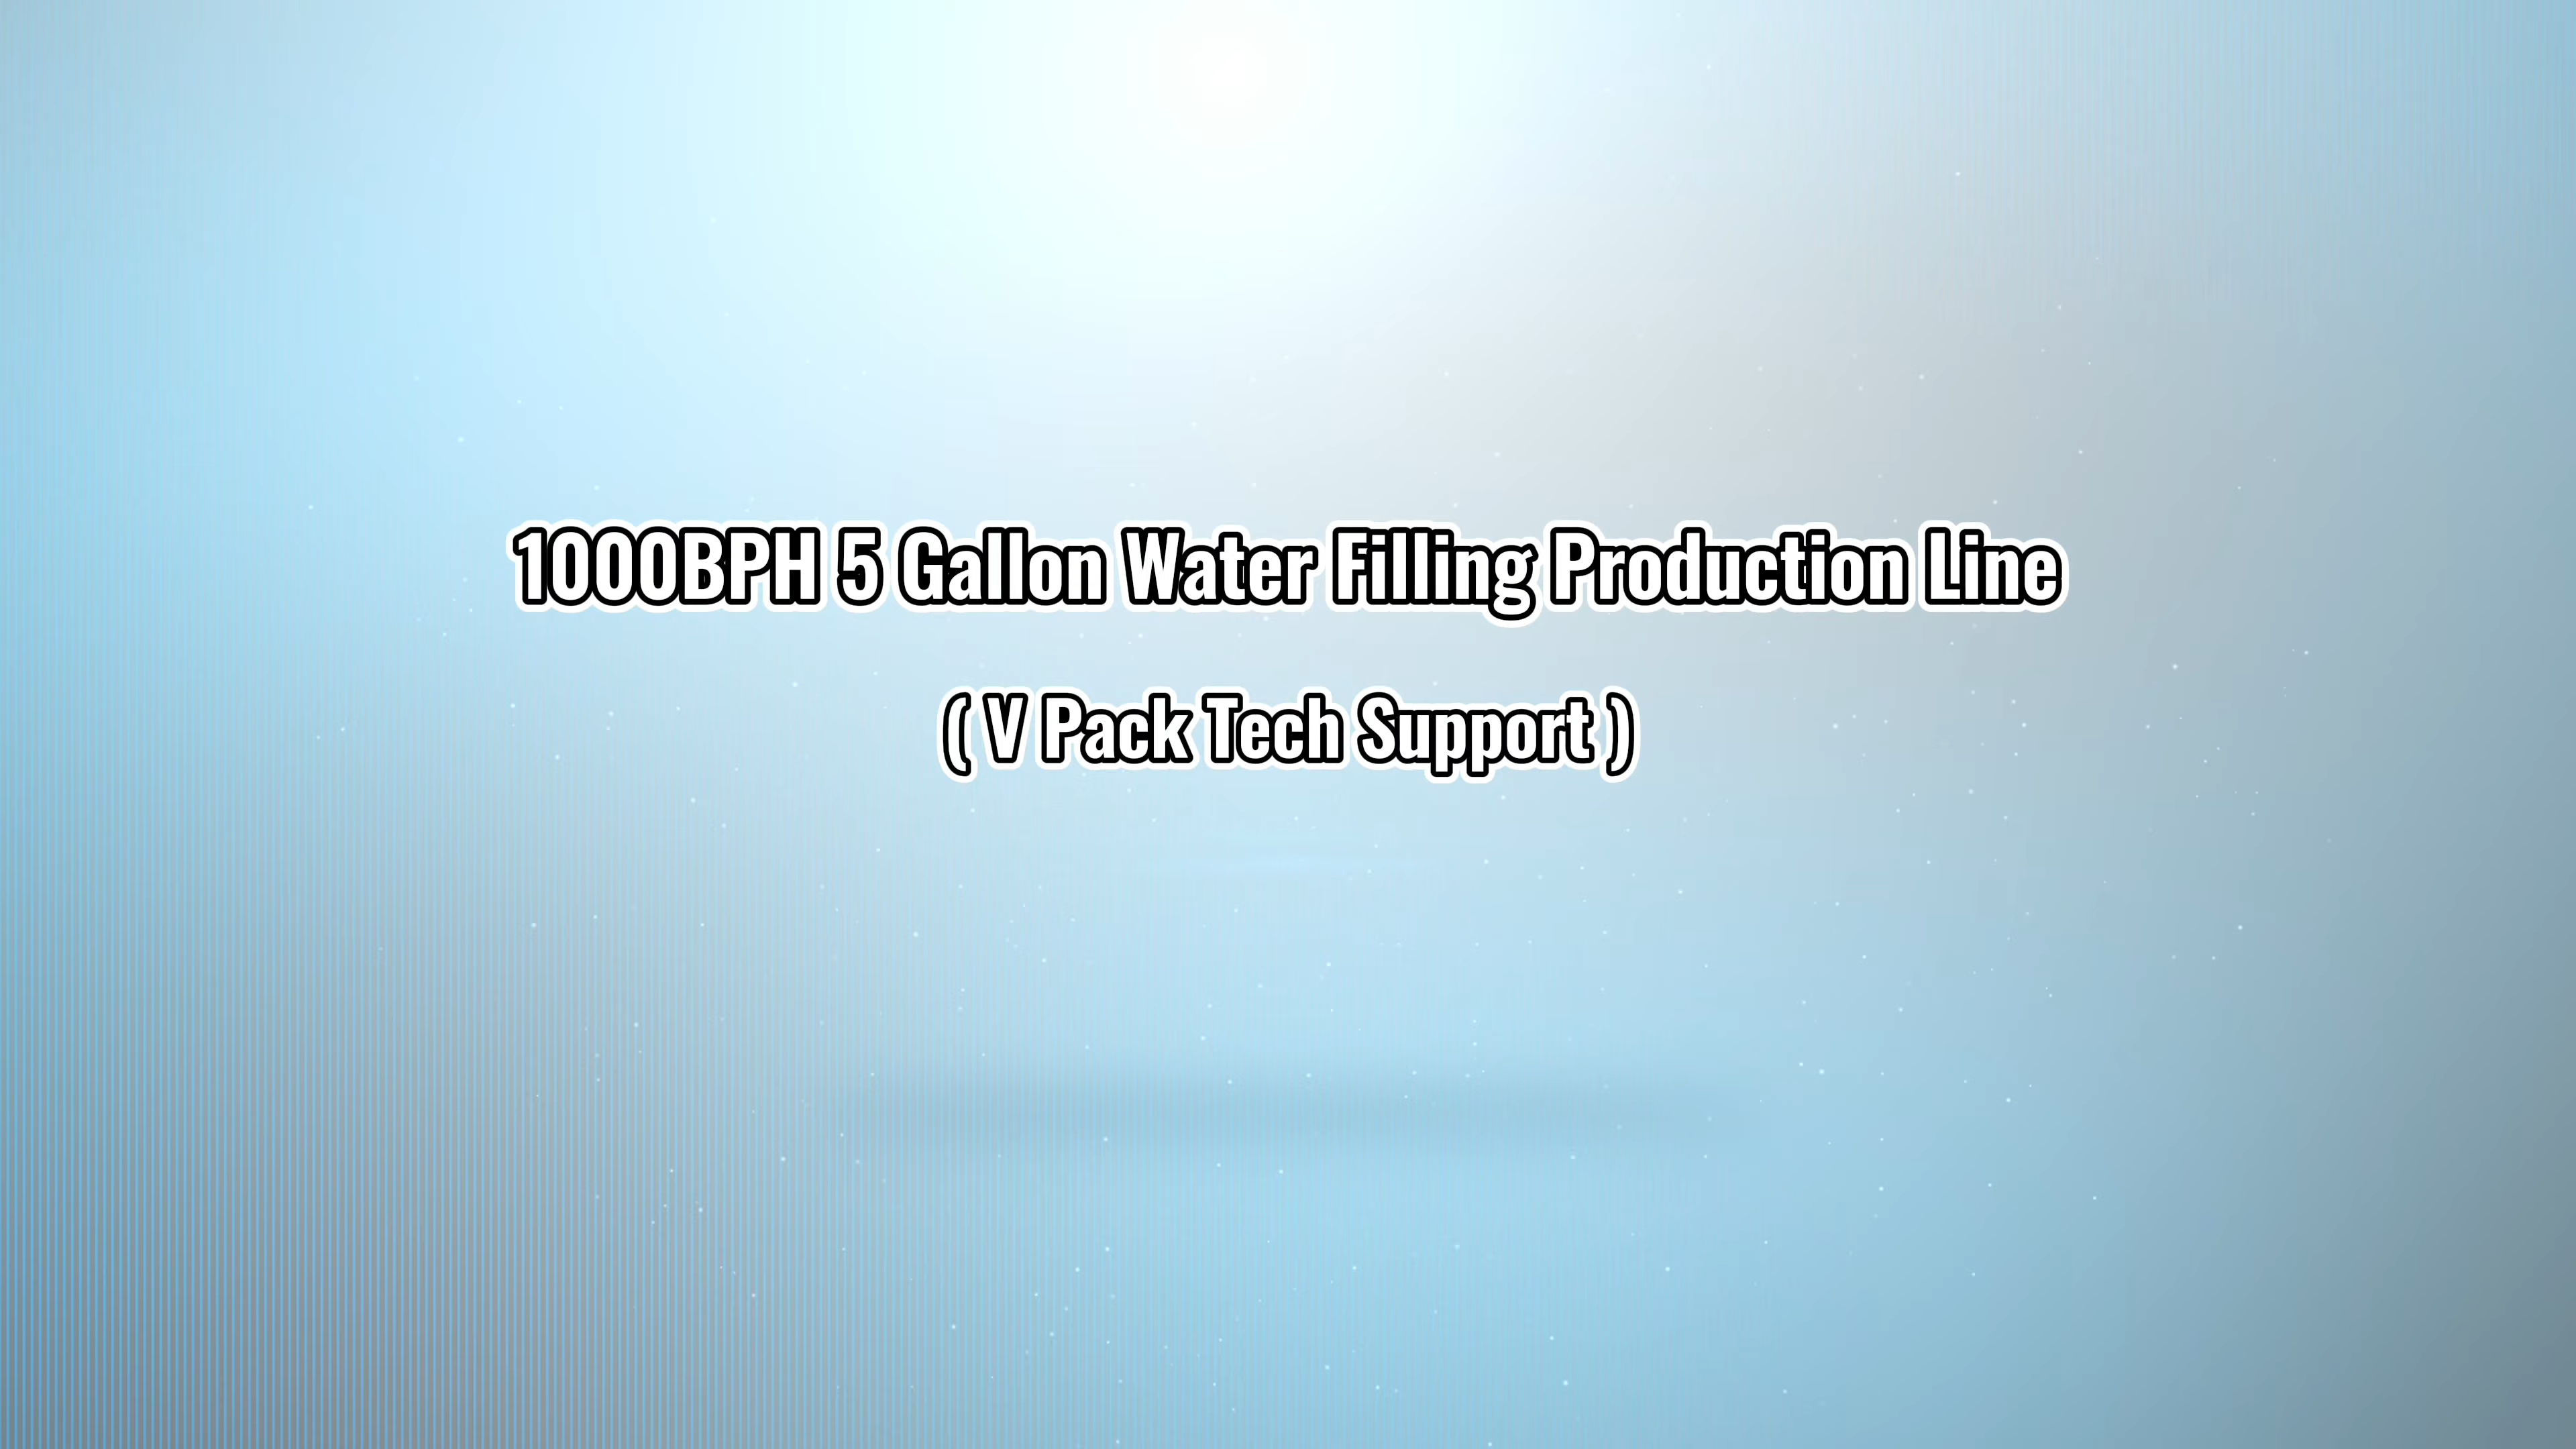 1000BPH 5 Gallon Water Filling Production Line
( V Pack Tech Support )